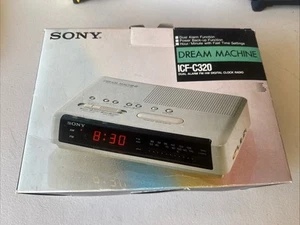 SONY
Dual Alarm Function
Power Back-up Function
Hour/Minute with Fast Time Settings
DREAM MACHINE
ICF-C320
DUAL ALARM FM/AM DIGITAL CLOCK RADIO
SONY
8:30